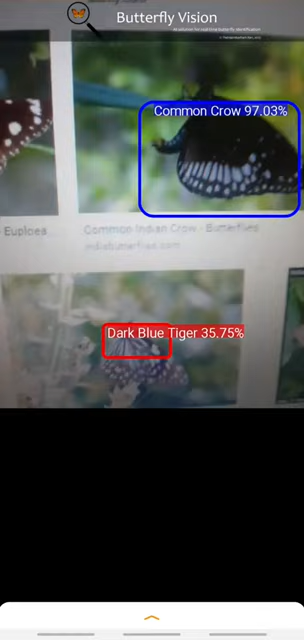 Butterfly Vision
Common Crow 97.03%
- Euploea
Common Indian Crow - Butterflies
indiabutterflies.com
Dark Blue Tiger 35.75%